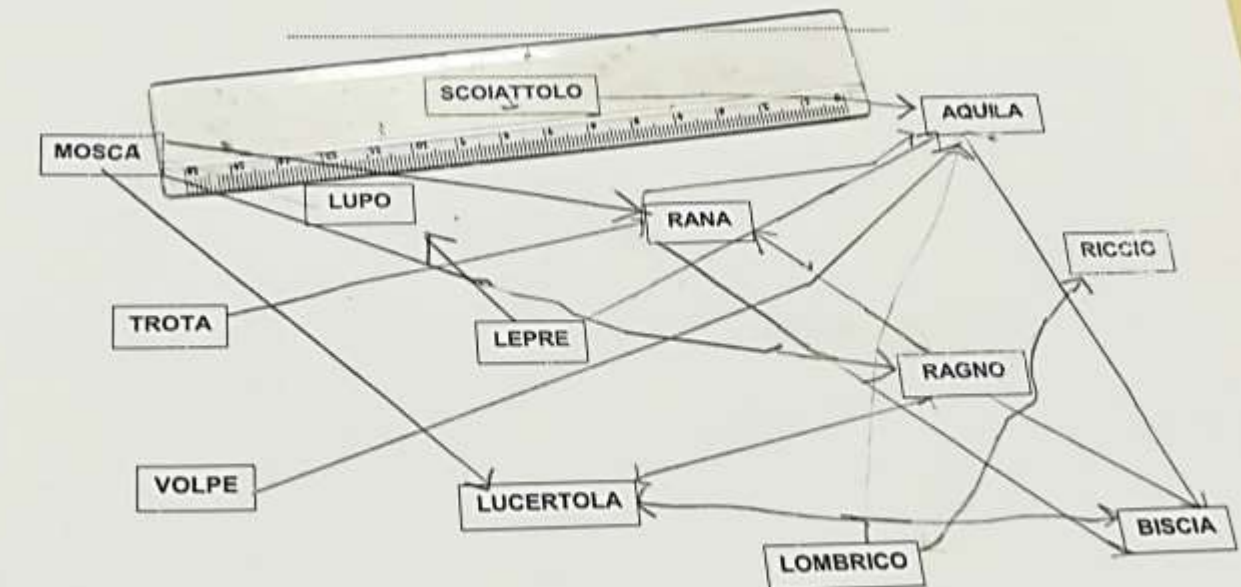 SCOIATTOLO
AQUILA
MOSCA
LUPO
RANA
RICCIO
TROTA
LEPRE
RAGNO
VOLPE
LUCERTOLA
BISCIA
LOMBRICO